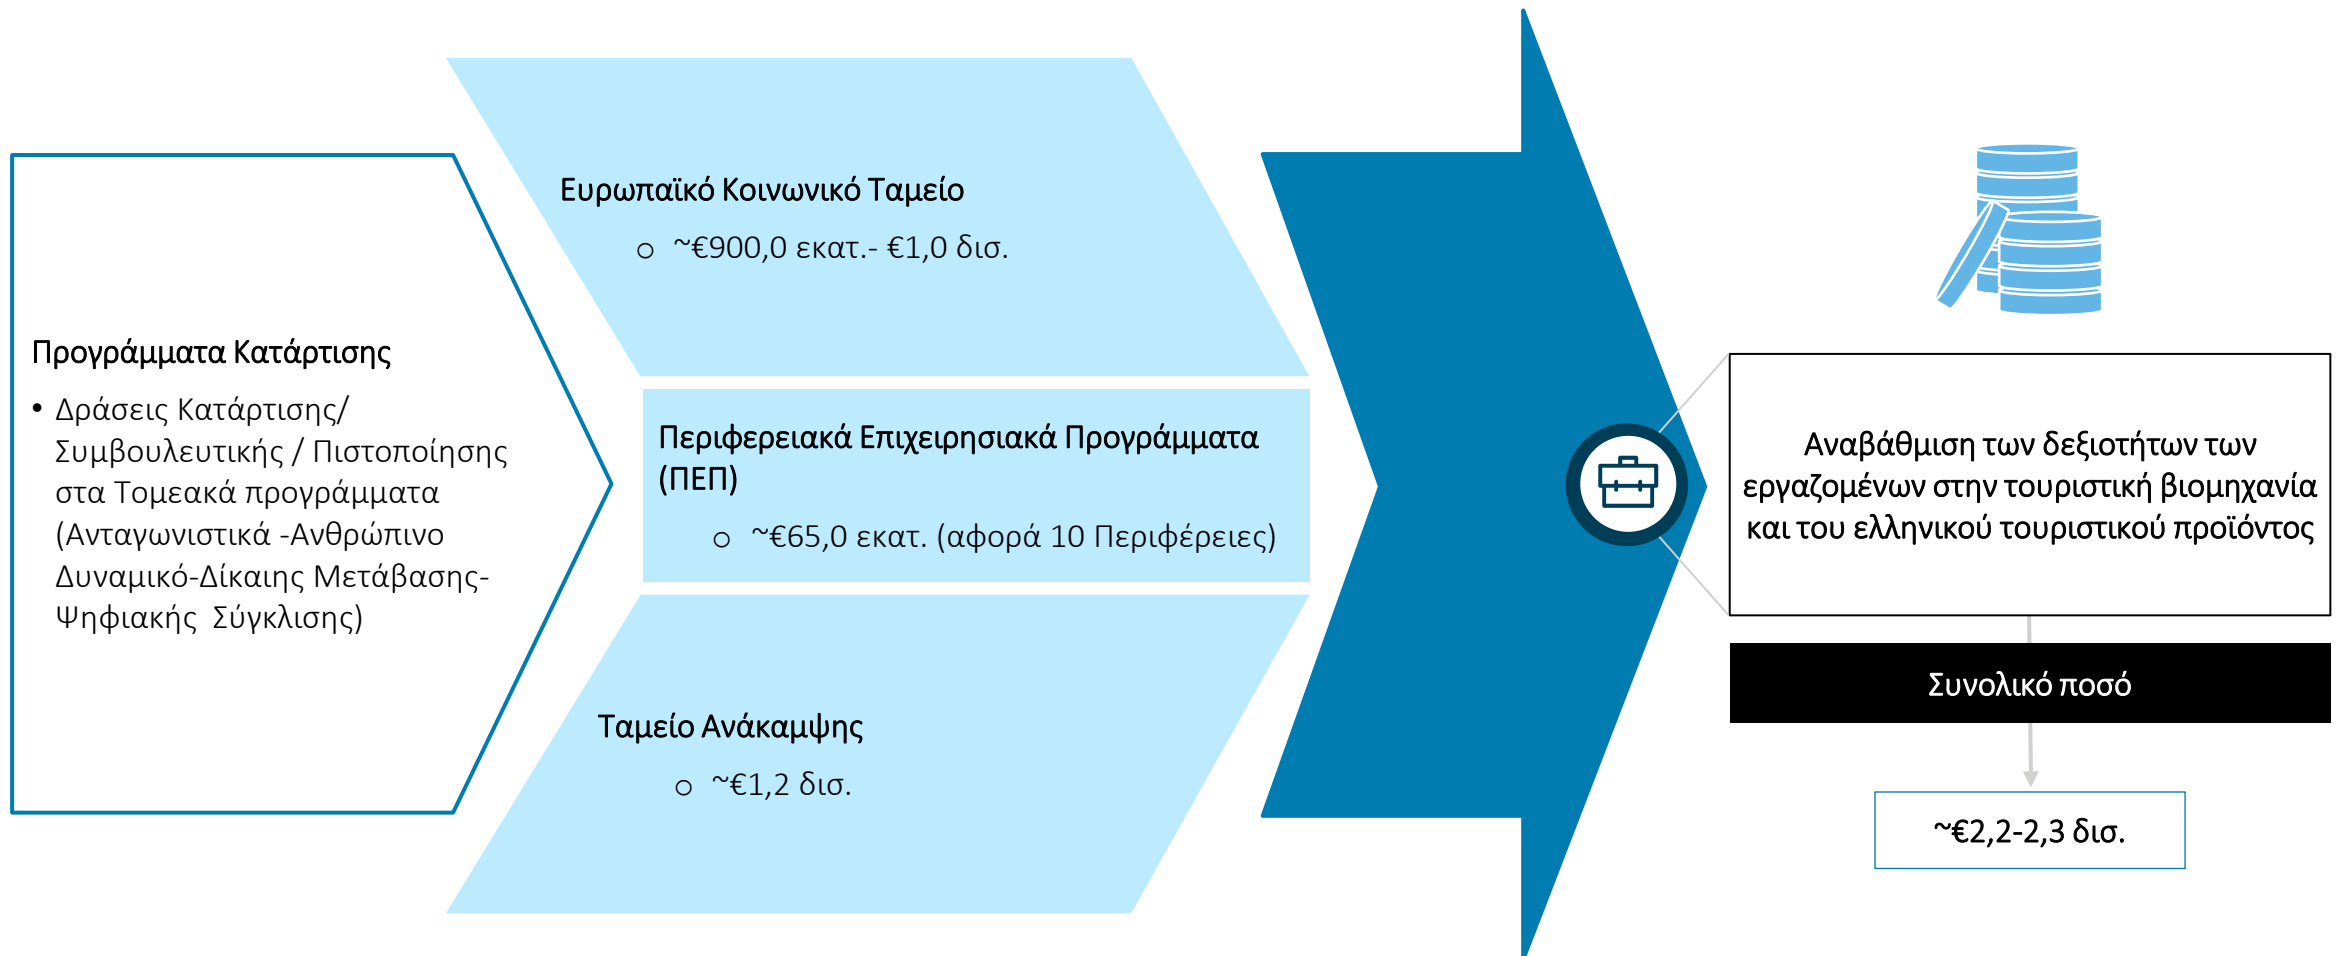 Προγράμματα Κατάρτισης
• Δράσεις Κατάρτισης/
Συμβουλευτικής / Πιστοποίησης
στα Τομεακά προγράμματα
(Ανταγωνιστικά -Ανθρώπινο
Δυναμικό-Δίκαιης Μετάβασης-
Ψηφιακής Σύγκλισης)
Ευρωπαϊκό Κοινωνικό Ταμείο
o ~€900,0 εκατ.- €1,0 δισ.
Περιφερειακά Επιχειρησιακά Προγράμματα
(ΠΕΠ)
o ~€65,0 εκατ. (αφορά 10 Περιφέρειες)
Ταμείο Ανάκαμψης
o ~€1,2 δισ.
Αναβάθμιση των δεξιοτήτων των
εργαζομένων στην τουριστική βιομηχανία
και του ελληνικού τουριστικού προϊόντος
Συνολικό ποσό
~€2,2-2,3 δισ.